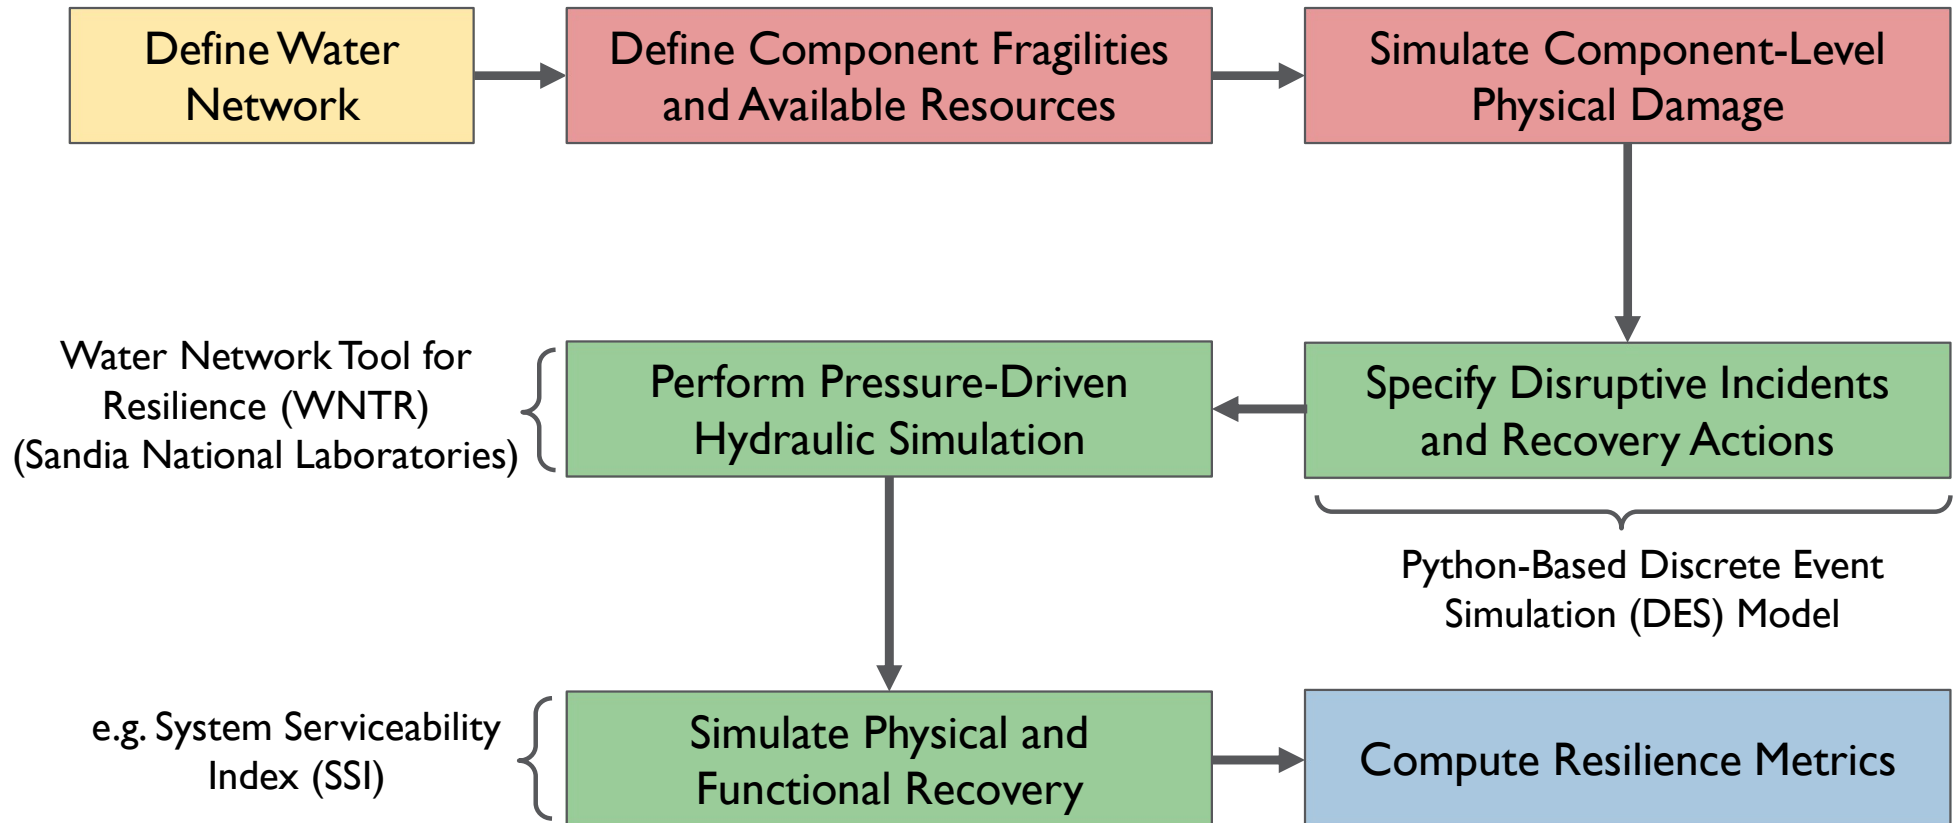 Define Water
Network
Define Component Fragilities
and Available Resources
Simulate Component-Level
Physical Damage
Water Network Tool for
Resilience (WNTR)
(Sandia National Laboratories)
Perform Pressure-Driven
Hydraulic Simulation
Specify Disruptive Incidents
and Recovery Actions
Python-Based Discrete Event
Simulation (DES) Model
e.g. System Serviceability
Index (SSI)
Simulate Physical and
Functional Recovery
Compute Resilience Metrics